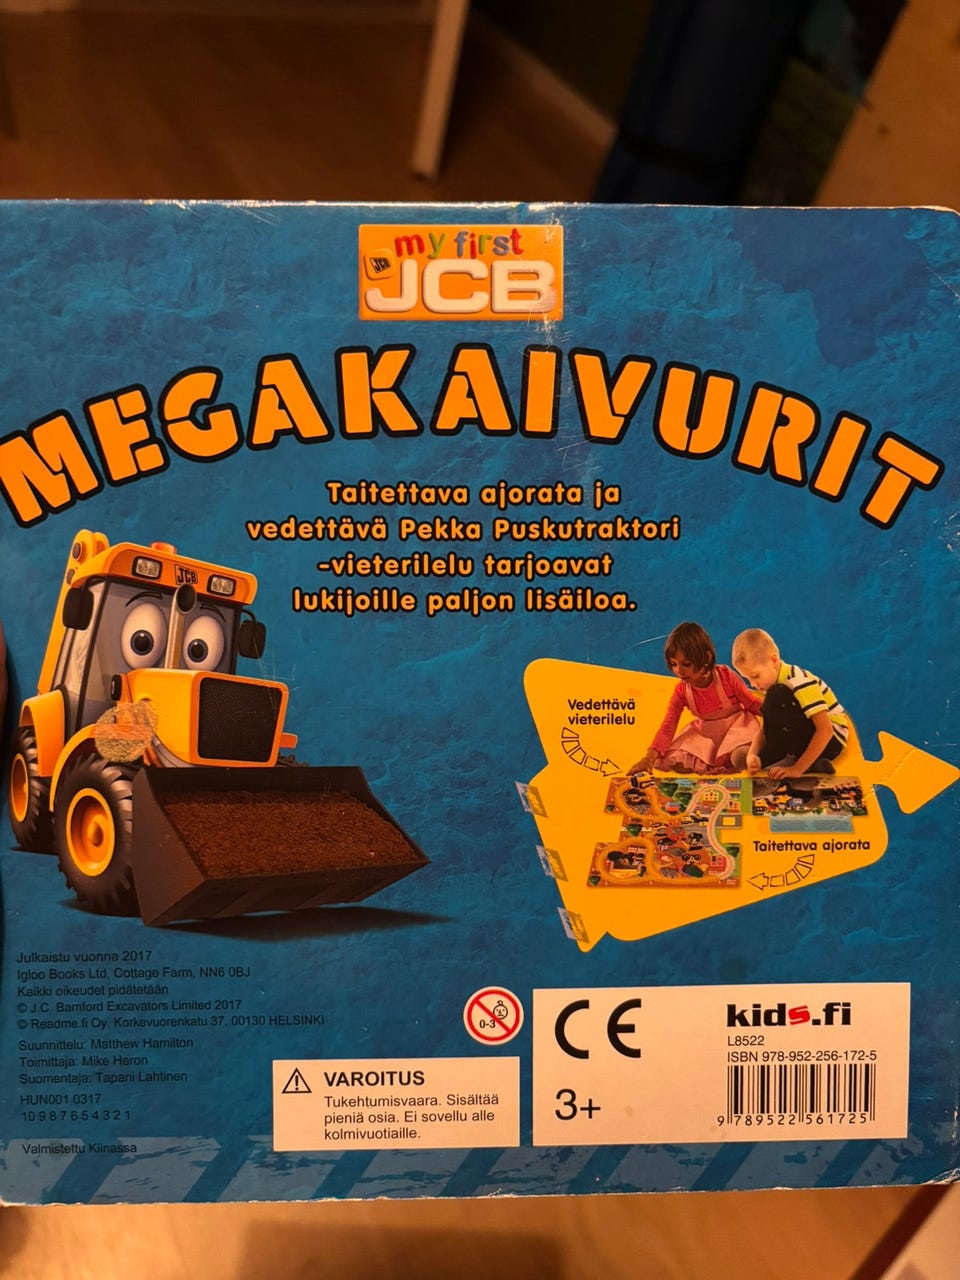 my first
JCB
JCB
MEGAKAIVURIT
Taitettava ajorata ja
vedettävä Pekka Puskutraktori
-vieterilelu tarjoavat
lukijoille paljon lisäiloa.
JCB
Vedettävä
vieterilelu
Taitettava ajorata
Julkaistu vuonna 2017
Igloo Books Ltd, Cottage Farm, NN6 0BJ
Kaikki oikeudet pidätetään
© J.C. Bamford Excavators Limited 2017
© Readme.fi Oy, Korkevuorenkatu 37, 00130 HELSINKI
Suunnittelu: Matthew Hamilton
Toimittaja: Mike Heron
Suomentaja: Tapani Lahtinen
HUN001 0317
10 9 8 7 6 5 4 3 2 1
Valmistettu Kiinassa
0-3
VAROITUS
Tukehtumisvaara. Sisältää
pieniä osia. Ei sovellu alle
kolmivuotiaille.
CE
3+
kids.fi
L8522
ISBN 978-952-256-172-5
9 789522 561725